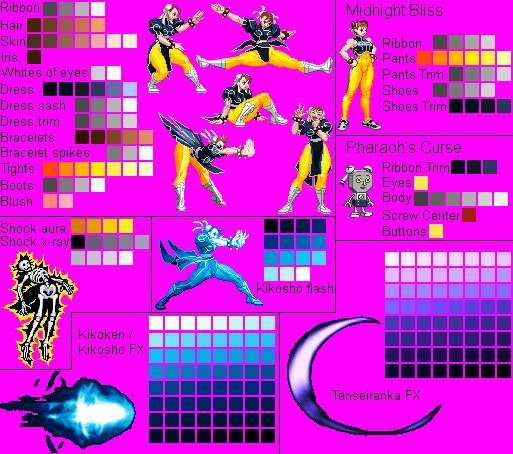 Ribbon
Hair
Skin
Iris
Whites of eyes
Dress
Dress sash
Dress trim
Bracelets
Bracelet spikes
Tights
Boots
Blush
Midnight Bliss
Ribbon
Pants
Pants Trim
Shoes
Shoes Trim
Pharaoh's Curse
Ribbon Trim
Eyes
Body
Screw Center
Buttons
Shock aura
Shock x-ray
Kikosho flash
Kikoken /
Kikosho FX
Tenseiranka FX